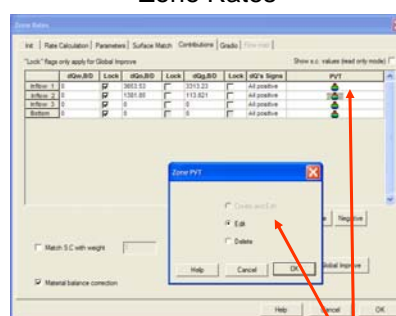 Zone Rates
Zone Rates
Init Rate Calculation Parameters Surface Match Contributions Grado
"Lock" flags only apply for Global Improve
Show s.c. values (read only mode)
dQw,B/D Lock dQo,B/D Lock dQg,B/D Lock dQ's Signs PVT
Inflow 1 0 3653.53 3313.23 All positive
Inflow 2 0 1381.88 113.821 All positive
Inflow 3 0 0 0 All positive
Bottom 0 0 0 All positive
Zone PVT
Create and Edit
Edit
Delete
Help Cancel OK
Negative
Match S.C with weight
Global Improve
Material balance correction
Help Cancel OK